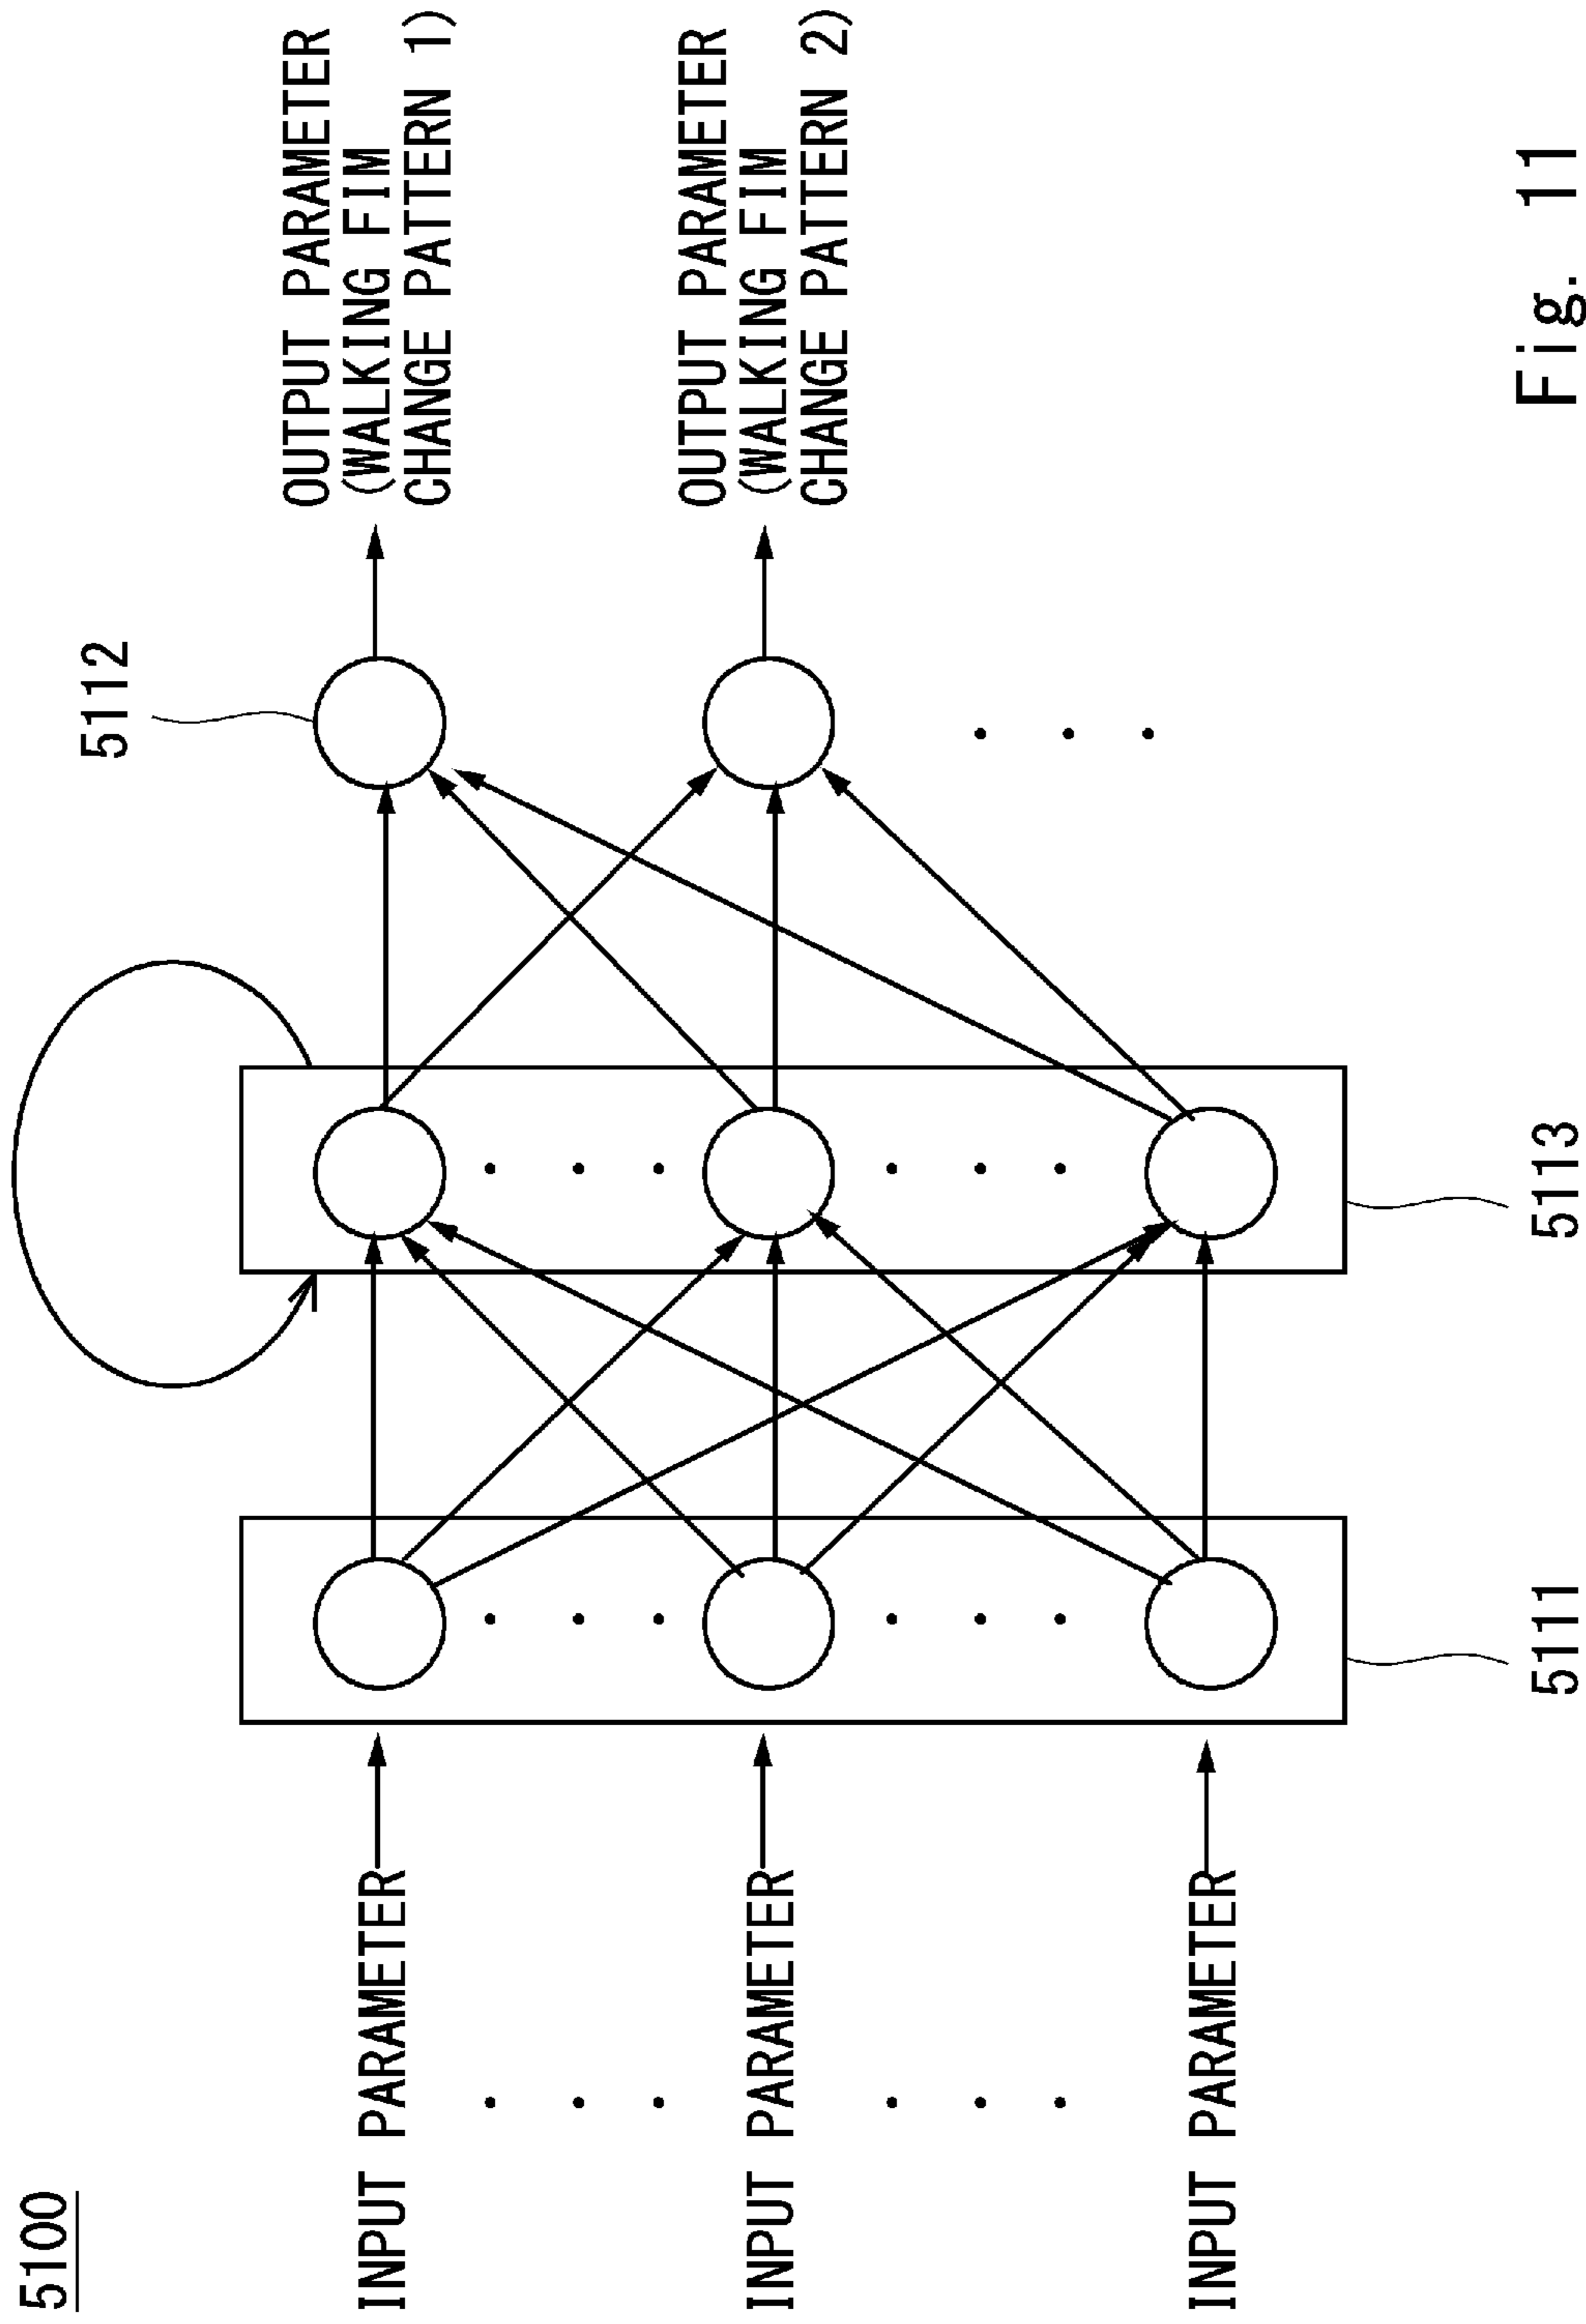 5100
5112
OUTPUT PARAMETER
(WALKING FIM
CHANGE PATTERN 1)
INPUT PARAMETER
OUTPUT PARAMETER
(WALKING FIM
CHANGE PATTERN 2)
INPUT PARAMETER
INPUT PARAMETER
5111
5113
Fig. 11